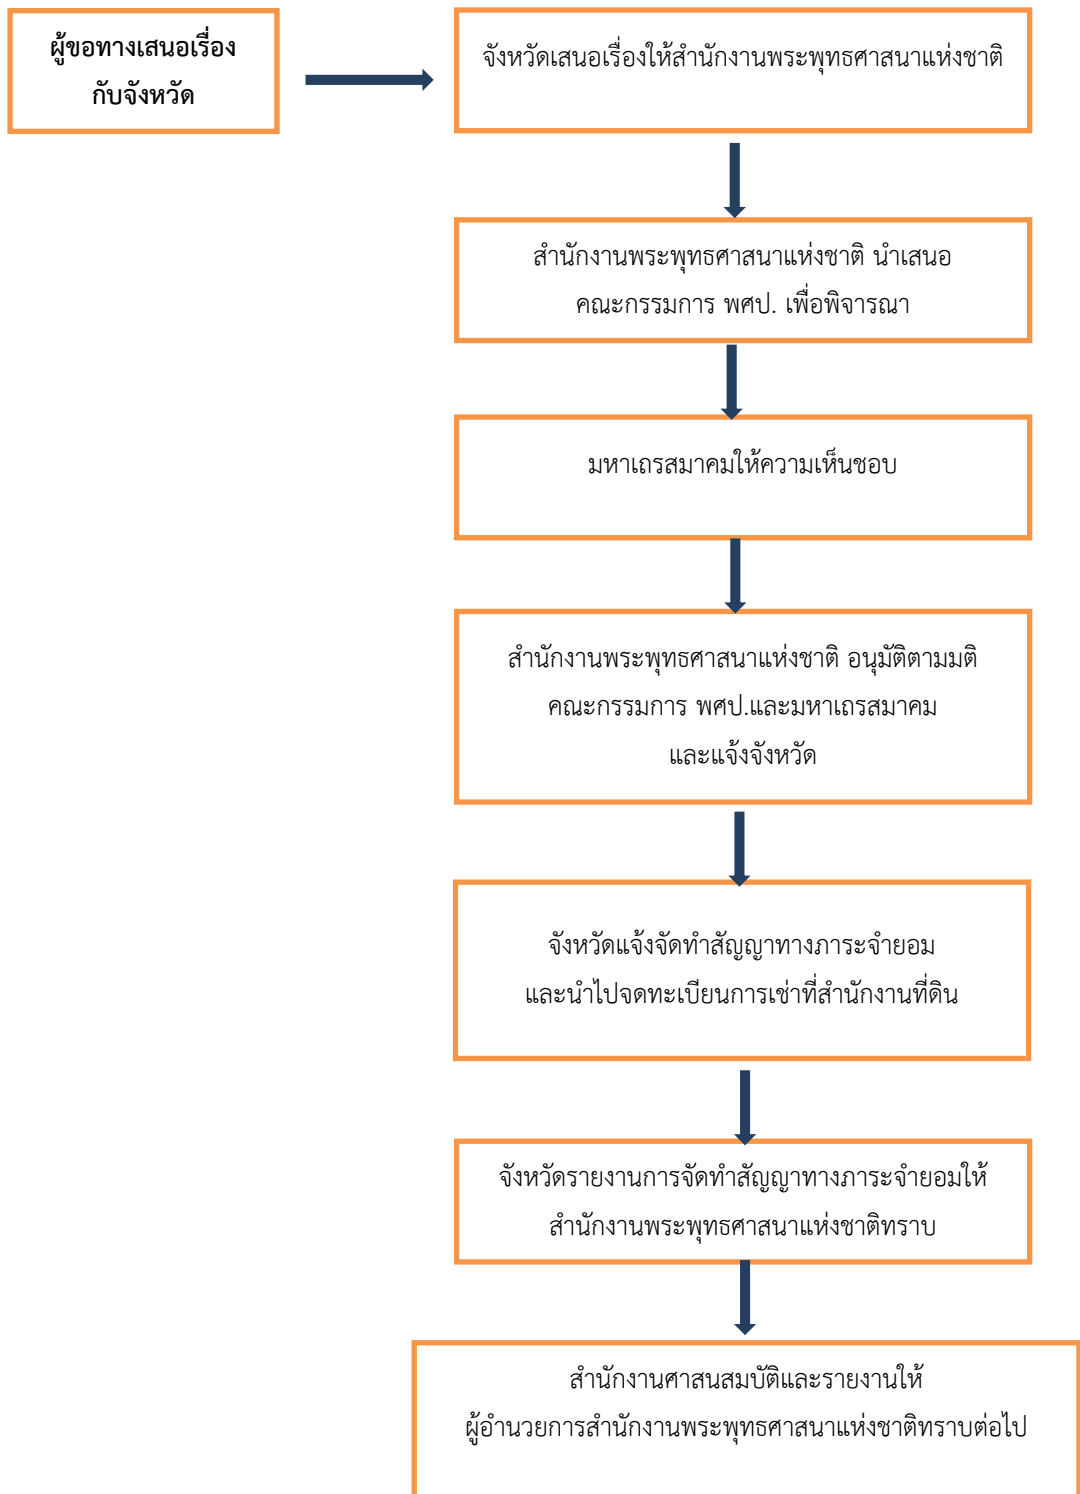 ผู้ขอทางเสนอเรื่อง
กับจังหวัด
จังหวัดเสนอเรื่องให้สำนักงานพระพุทธศาสนาแห่งชาติ
สำนักงานพระพุทธศาสนาแห่งชาติ นำเสนอ
คณะกรรมการ พศป. เพื่อพิจารณา
มหาเถรสมาคมให้ความเห็นชอบ
สำนักงานพระพุทธศาสนาแห่งชาติ อนุมัติตามมติ
คณะกรรมการ พศป.และมหาเถรสมาคม
และแจ้งจังหวัด
จังหวัดแจ้งจัดทำสัญญาทางภาระจำยอม
และนำไปจดทะเบียนการเช่าที่สำนักงานที่ดิน
จังหวัดรายงานการจัดทำสัญญาทางภาระจำยอมให้
สำนักงานพระพุทธศาสนาแห่งชาติทราบ
สำนักงานศาสนสมบัติและรายงานให้
ผู้อำนวยการสำนักงานพระพุทธศาสนาแห่งชาติทราบต่อไป